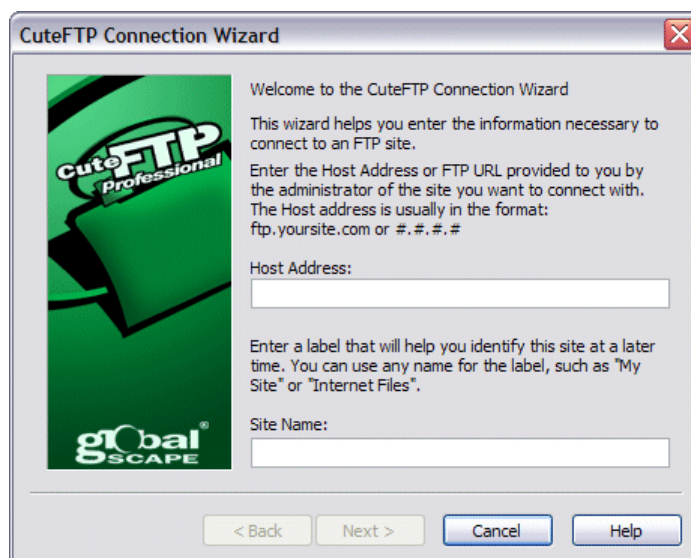 CuteFTP Connection Wizard
CuteFTP
Professional
Welcome to the CuteFTP Connection Wizard
This wizard helps you enter the information necessary to
connect to an FTP site.
Enter the Host Address or FTP URL provided to you by
the administrator of the site you want to connect with.
The Host address is usually in the format:
ftp.yoursite.com or #.#.#.#
Host Address:
Enter a label that will help you identify this site at a later
time. You can use any name for the label, such as "My
Site" or "Internet Files".
Site Name:
global®
SCAPE
< Back
Next >
Cancel
Help